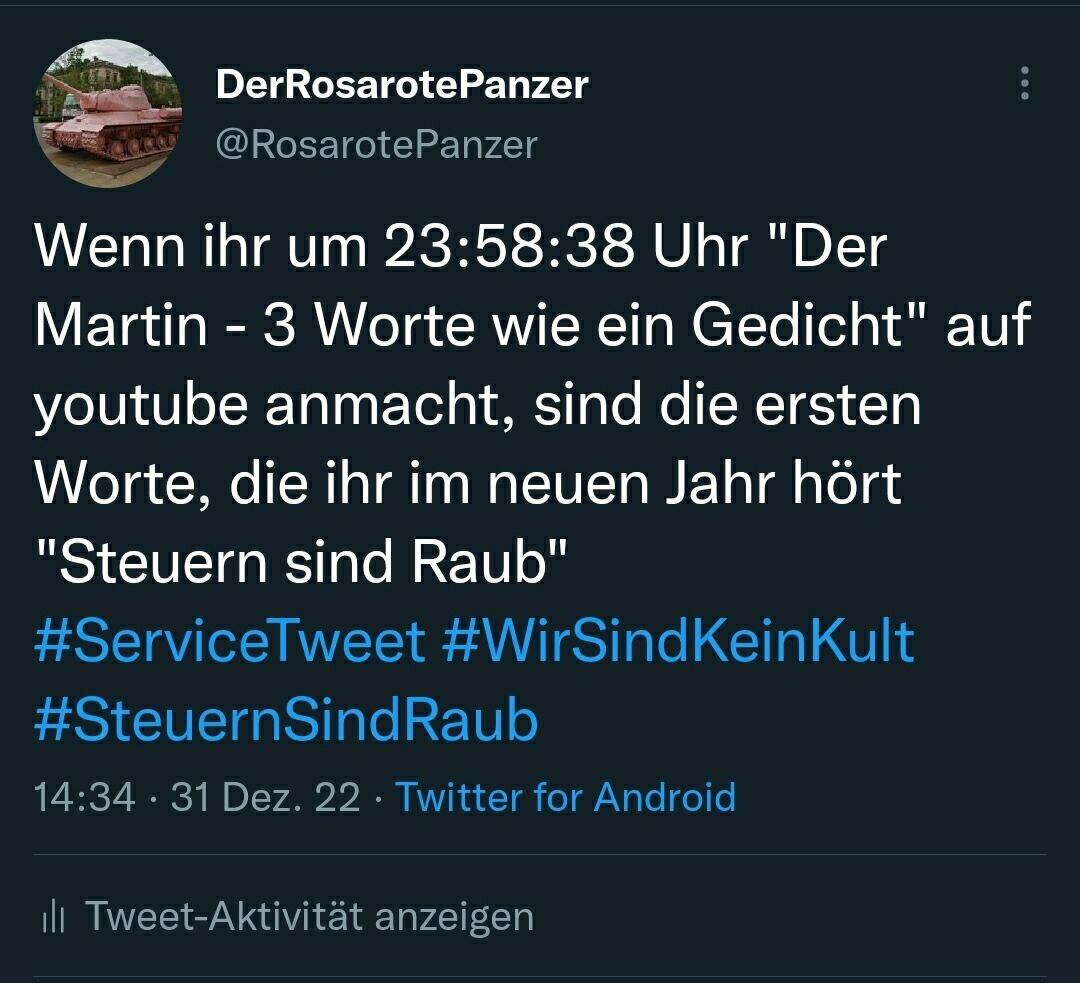 DerRosarotePanzer
@RosarotePanzer
Wenn ihr um 23:58:38 Uhr "Der
Martin - 3 Worte wie ein Gedicht" auf
youtube anmacht, sind die ersten
Worte, die ihr im neuen Jahr hört
"Steuern sind Raub"
#ServiceTweet #WirSindKeinKult
#SteuernSindRaub
14:34 · 31 Dez. 22 · Twitter for Android
Tweet-Aktivität anzeigen